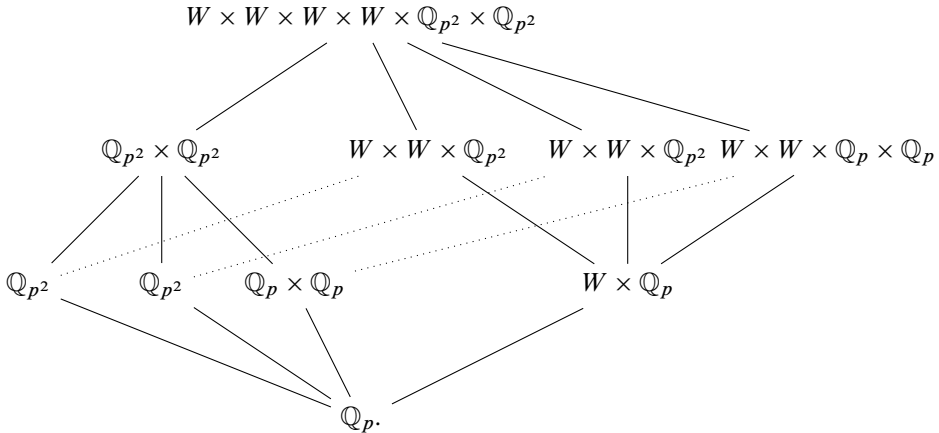 W × W × W × W × ℚ_{p²} × ℚ_{p²}
ℚ_{p²} × ℚ_{p²} W × W × ℚ_{p²} W × W × ℚ_{p²} W × W × ℚ_p × ℚ_p
ℚ_{p²} ℚ_{p²} ℚ_p × ℚ_p W × ℚ_p
ℚ_p.